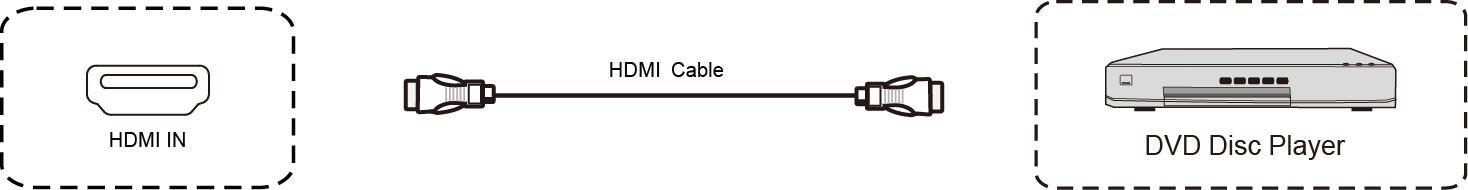 HDMI IN
HDMI Cable
DVD Disc Player